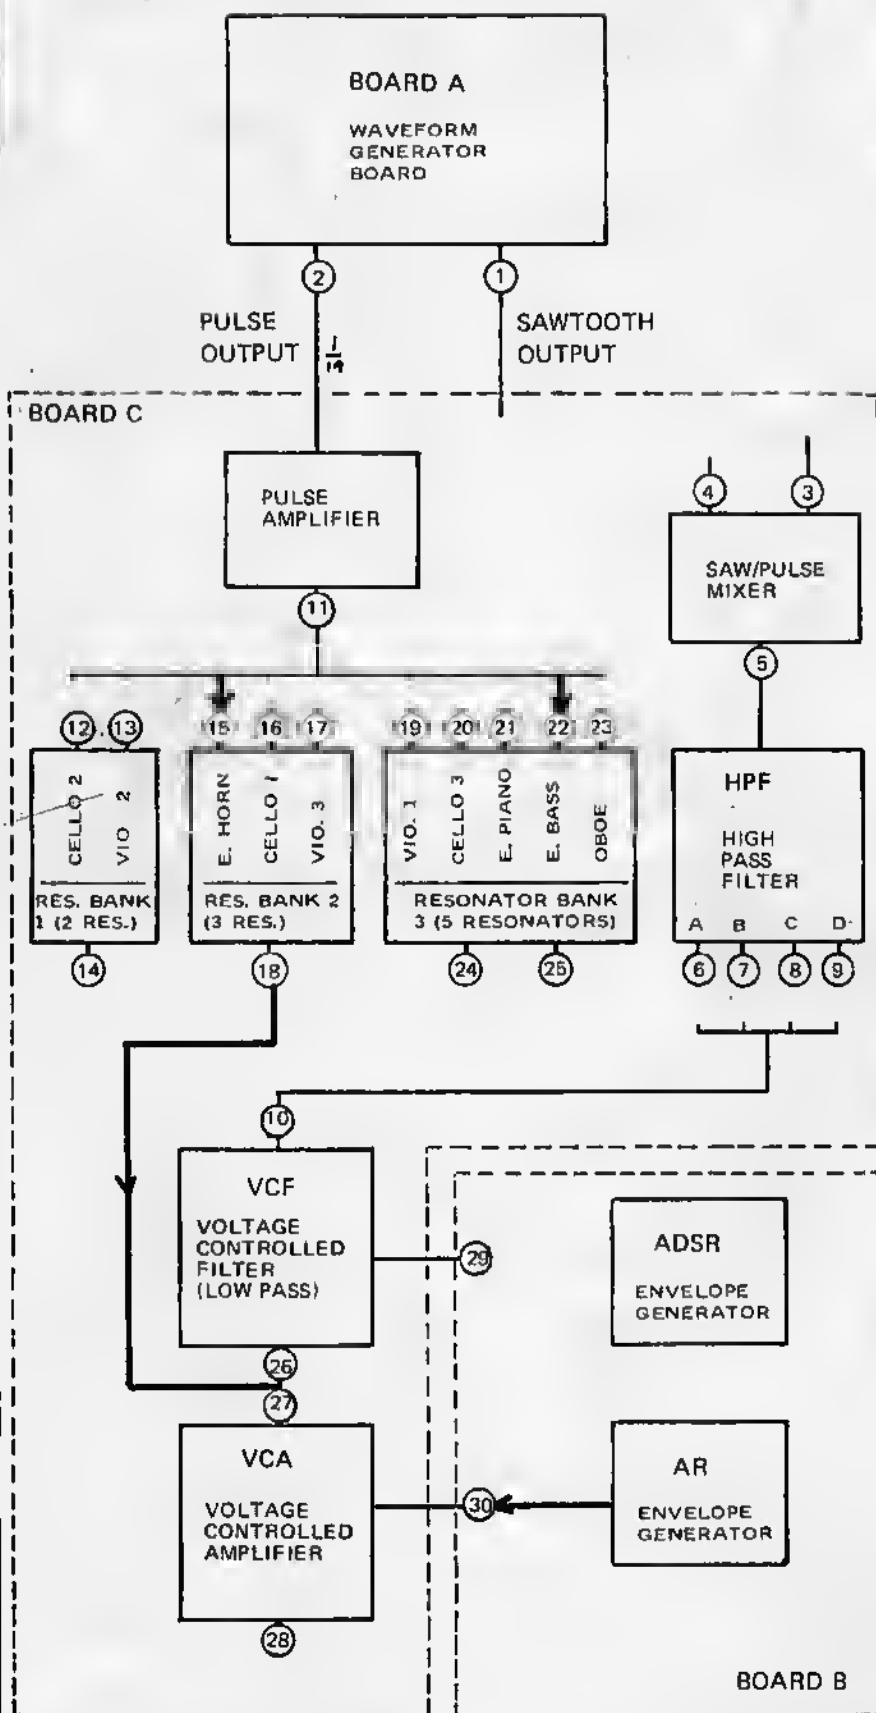 BOARD A
WAVEFORM
GENERATOR
BOARD
2
1
PULSE
OUTPUT
SAWTOOTH
OUTPUT
1/19
BOARD C
PULSE
AMPLIFIER
4
3
SAW/PULSE
MIXER
11
5
12
13
15
16
17
19
20
21
22
23
CELLO 2
VIO 2
E. HORN
CELLO 1
VIO. 3
VIO. 1
CELLO 3
E. PIANO
E. BASS
OBOE
RES. BANK
1 (2 RES.)
RES. BANK 2
(3 RES.)
RESONATOR BANK
3 (5 RESONATORS)
HPF
HIGH
PASS
FILTER
A B C D
14
18
24
25
6
7
8
9
10
VCF
VOLTAGE
CONTROLLED
FILTER
(LOW PASS)
29
ADSR
ENVELOPE
GENERATOR
26
27
VCA
VOLTAGE
CONTROLLED
AMPLIFIER
30
AR
ENVELOPE
GENERATOR
28
BOARD B